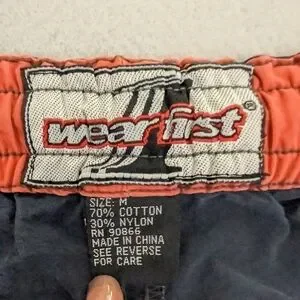 wear first®
SIZE: M
70% COTTON
30% NYLON
RN 90866
MADE IN CHINA
SEE REVERSE
FOR CARE